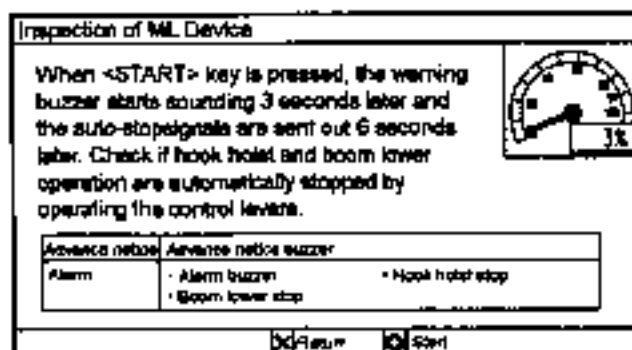 Inspection of ML Device
When <START> key is pressed, the warning
buzzer starts sounding 3 seconds later and
the auto-stopsignals are sent out 6 seconds
later. Check if hook hoist and boom lower
operation are automatically stopped by
operating the control levers.
Advance notice Advance notice buzzer
Alarm · Alarm buzzer · Hook hoist stop
· Boom lower stop
Return Start